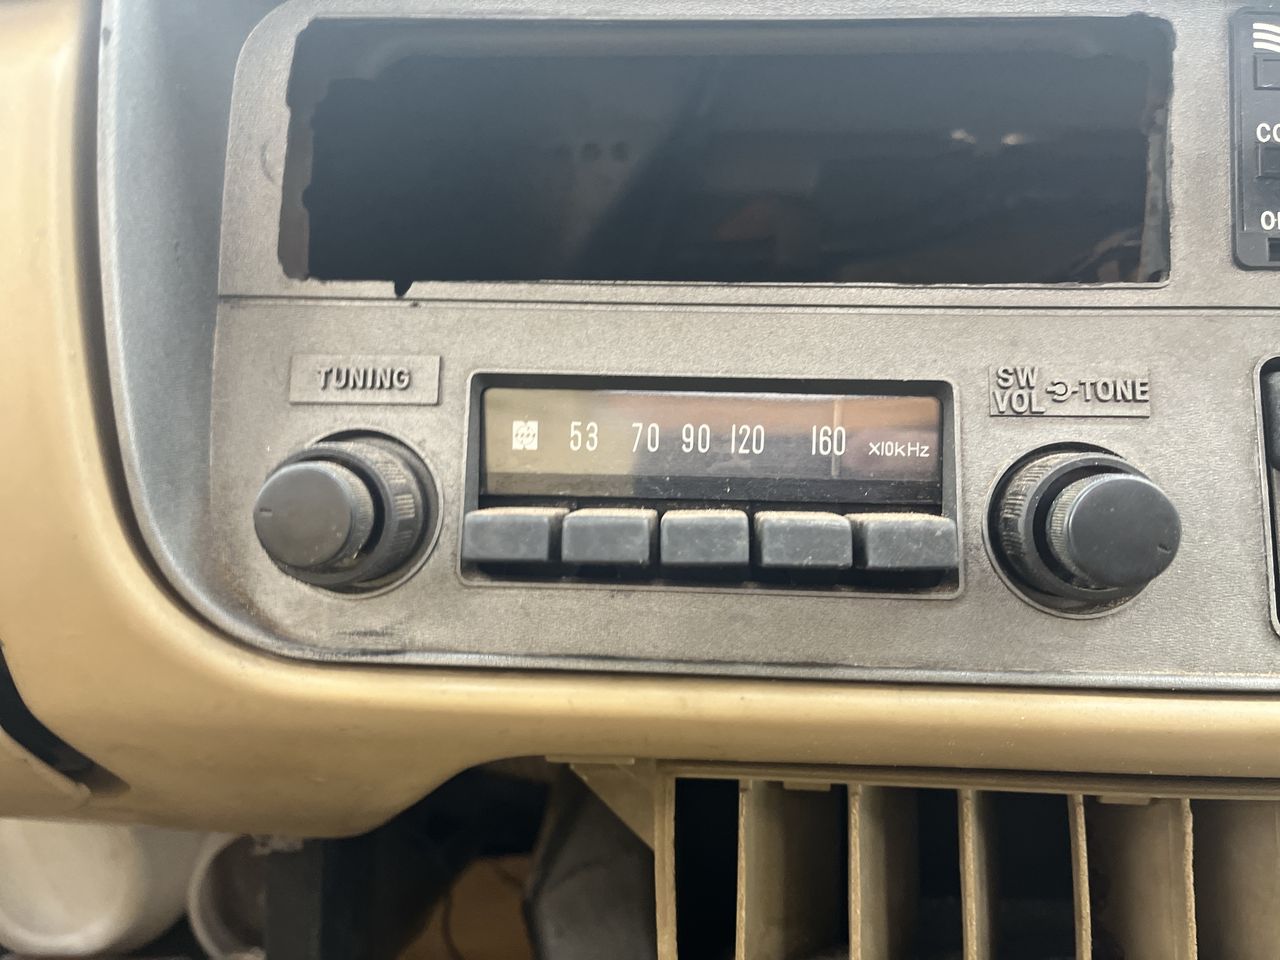 TUNING
53 70 90 120 160 x10kHz
SW
VOL -TONE